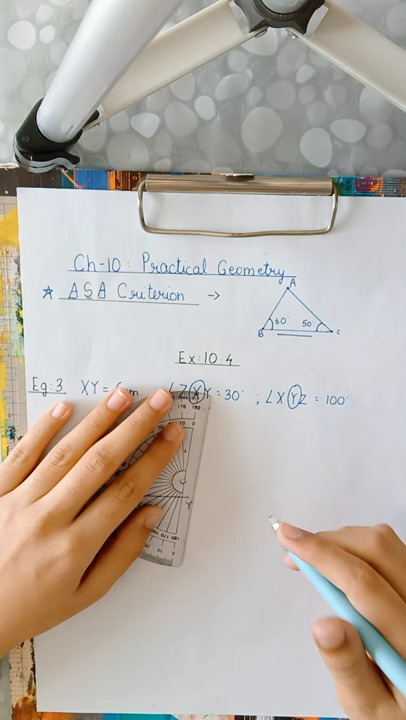 Ch-10: Practical Geometry
☆ ASA Criterion →
A
60°
50°
B
C
Ex: 10.4
Eg: 3 XY = 6cm ∠ZXY = 30° ; ∠XYZ = 100°
Y